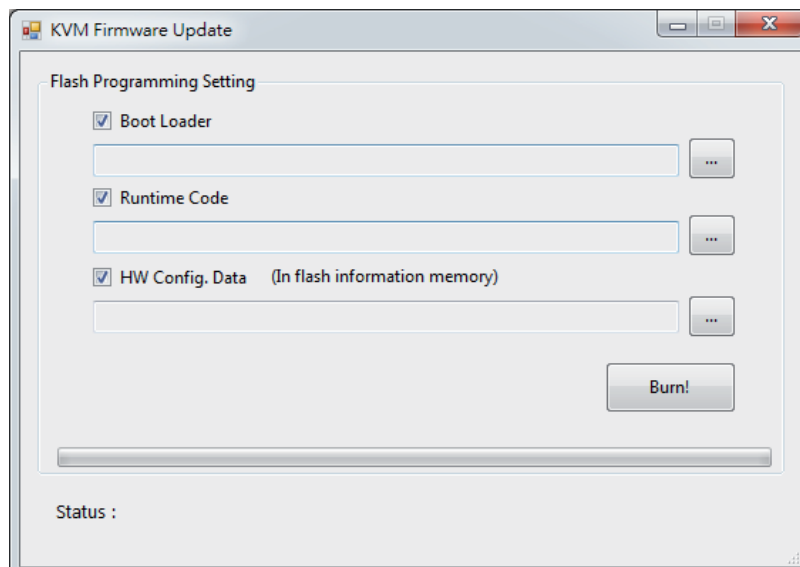 KVM Firmware Update
Flash Programming Setting
Boot Loader
...
Runtime Code
...
HW Config. Data (In flash information memory)
...
Burn!
Status :